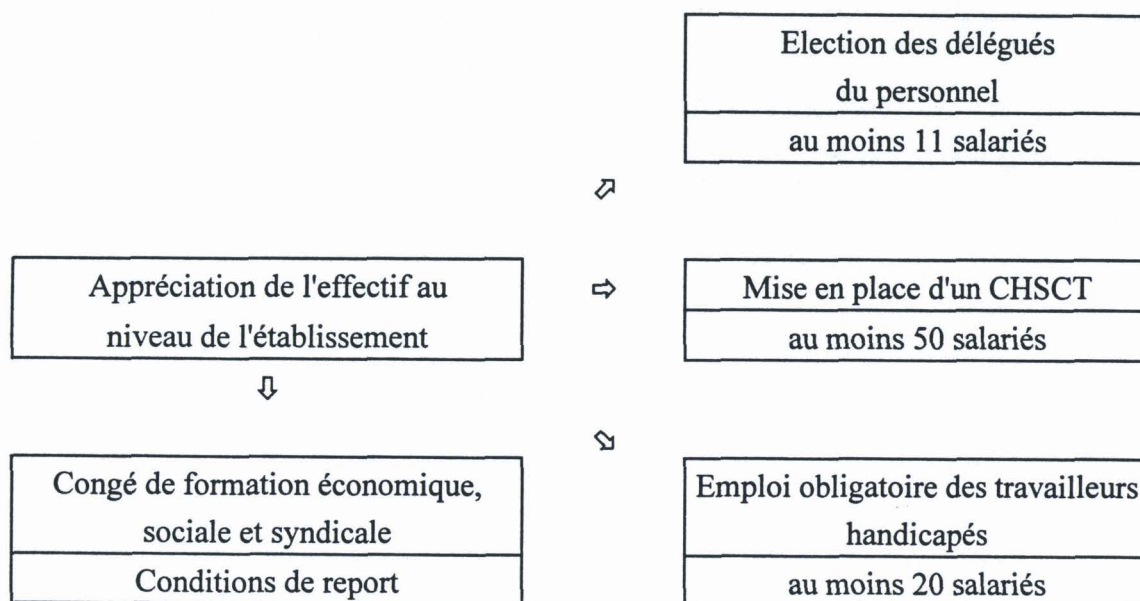 Election des délégués
du personnel
au moins 11 salariés
Appréciation de l'effectif au
niveau de l'établissement
Mise en place d'un CHSCT
au moins 50 salariés
Congé de formation économique,
sociale et syndicale
Conditions de report
Emploi obligatoire des travailleurs
handicapés
au moins 20 salariés